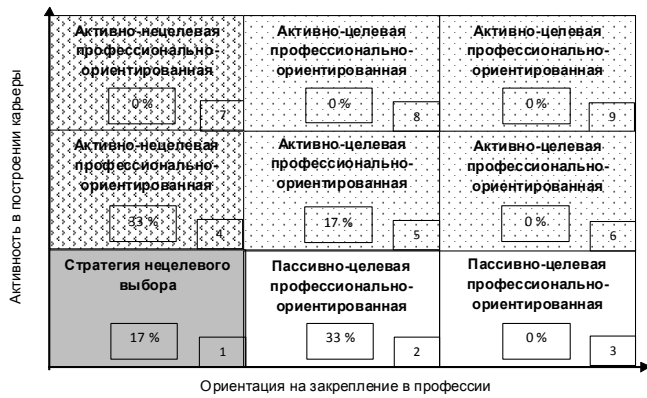 Активность в построении карьеры
Активно-нецелевая
профессионально-
ориентированная
0 %
7
Активно-целевая
профессионально-
ориентированная
0 %
8
Активно-целевая
профессионально-
ориентированная
0 %
9
Активно-нецелевая
профессионально-
ориентированная
33 %
4
Активно-целевая
профессионально-
ориентированная
17 %
5
Активно-целевая
профессионально-
ориентированная
0 %
6
Стратегия нецелевого
выбора
17 %
1
Пассивно-целевая
профессионально-
ориентированная
33 %
2
Пассивно-целевая
профессионально-
ориентированная
0 %
3
Ориентация на закрепление в профессии